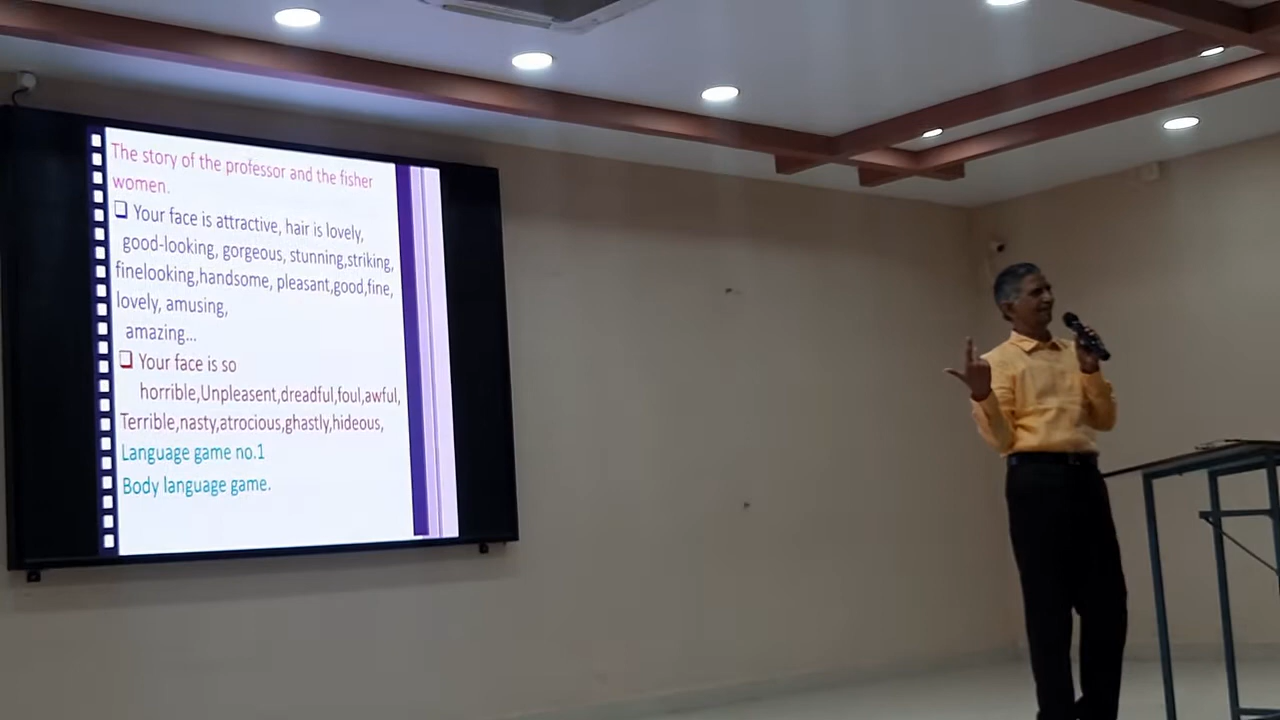 The story of the professor and the fisher
women.
Your face is attractive, hair is lovely,
good-looking, gorgeous, stunning,striking,
finelooking,handsome, pleasant,good,fine,
lovely, amusing,
amazing...
Your face is so
horrible,Unpleasent,dreadful,foul,awful,
Terrible,nasty,atrocious,ghastly,hideous,
Language game no.1
Body language game.